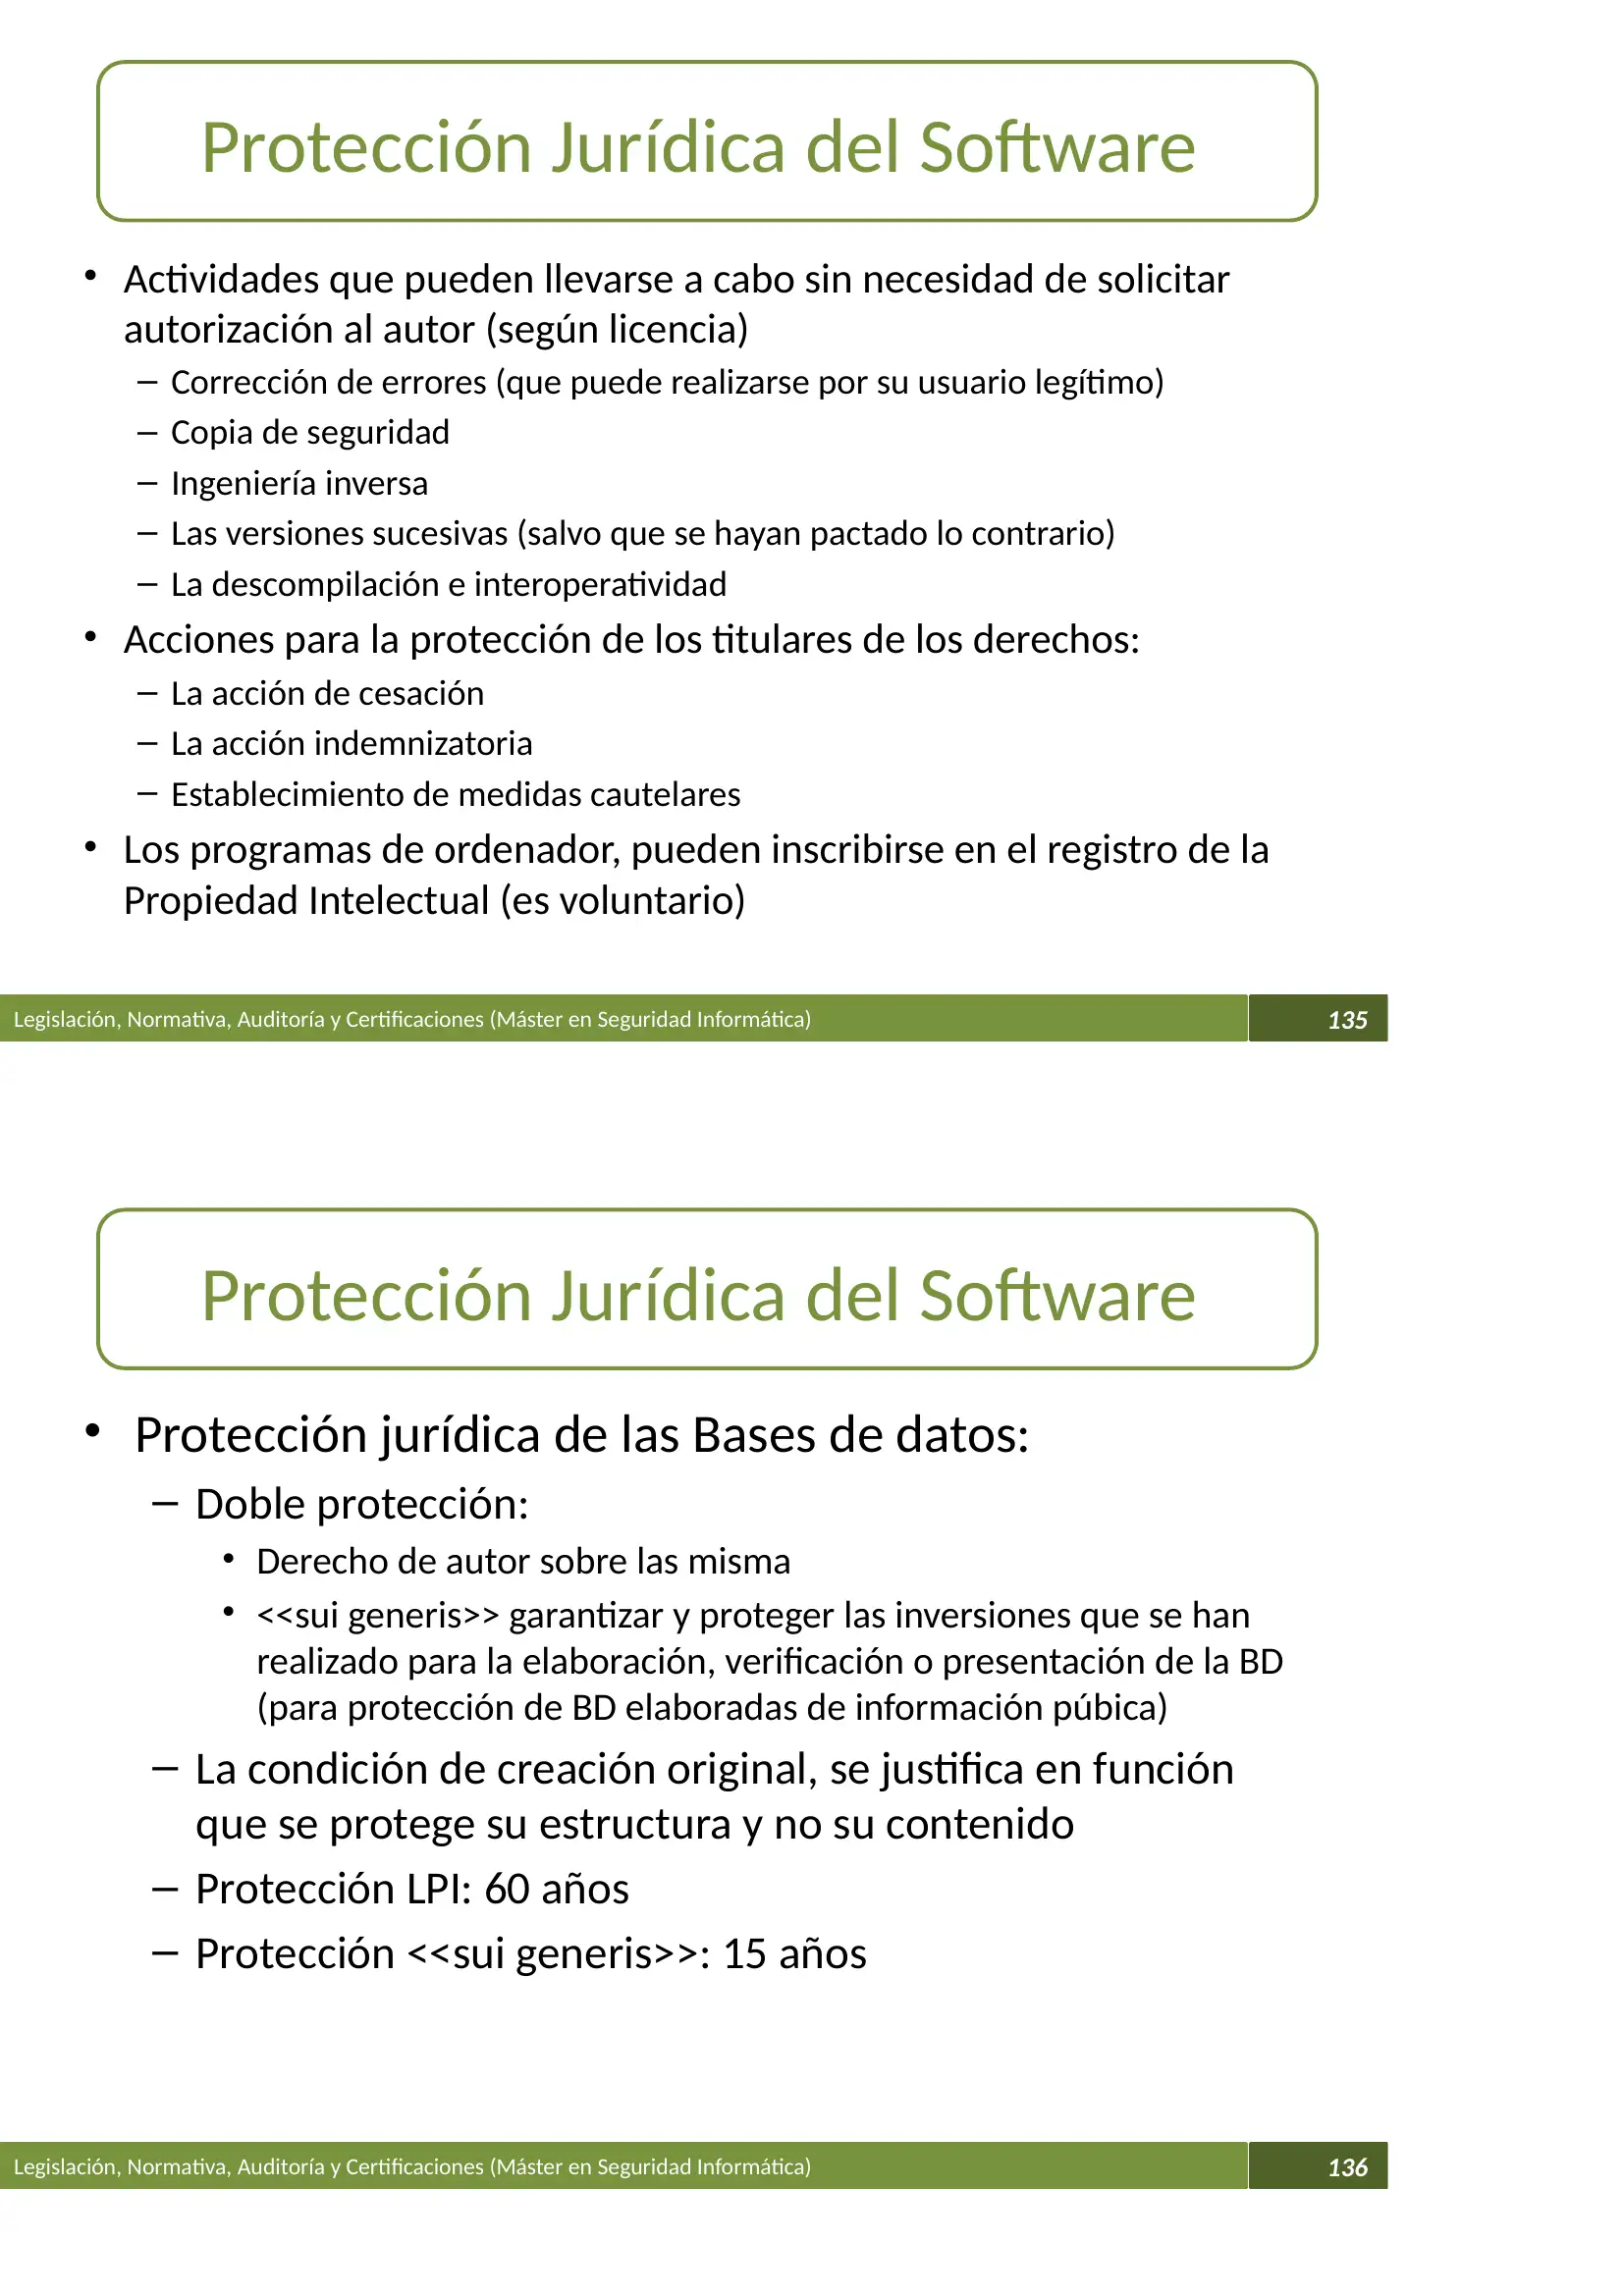 Protección Jurídica del Software
• Actividades que pueden llevarse a cabo sin necesidad de solicitar
autorización al autor (según licencia)
– Corrección de errores (que puede realizarse por su usuario legítimo)
– Copia de seguridad
– Ingeniería inversa
– Las versiones sucesivas (salvo que se hayan pactado lo contrario)
– La descompilación e interoperatividad
• Acciones para la protección de los titulares de los derechos:
– La acción de cesación
– La acción indemnizatoria
– Establecimiento de medidas cautelares
• Los programas de ordenador, pueden inscribirse en el registro de la
Propiedad Intelectual (es voluntario)
Legislación, Normativa, Auditoría y Certificaciones (Máster en Seguridad Informática) 135
Protección Jurídica del Software
• Protección jurídica de las Bases de datos:
– Doble protección:
• Derecho de autor sobre las misma
• <<sui generis>> garantizar y proteger las inversiones que se han
realizado para la elaboración, verificación o presentación de la BD
(para protección de BD elaboradas de información púbica)
– La condición de creación original, se justifica en función
que se protege su estructura y no su contenido
– Protección LPI: 60 años
– Protección <<sui generis>>: 15 años
Legislación, Normativa, Auditoría y Certificaciones (Máster en Seguridad Informática) 136